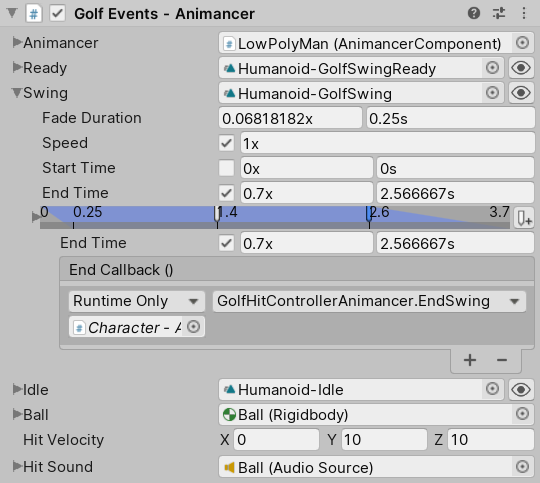 Golf Events - Animancer
Animancer LowPolyMan (AnimancerComponent)
Ready Humanoid-GolfSwingReady
Swing Humanoid-GolfSwing
Fade Duration 0.06818182x 0.25s
Speed 1x
Start Time 0x 0s
End Time 0.7x 2.566667s
0 0.25 1.4 2.6 3.7
End Time 0.7x 2.566667s
End Callback ()
Runtime Only GolfHitControllerAnimancer.EndSwing
Character -
Idle Humanoid-Idle
Ball Ball (Rigidbody)
Hit Velocity X 0 Y 10 Z 10
Hit Sound Ball (Audio Source)